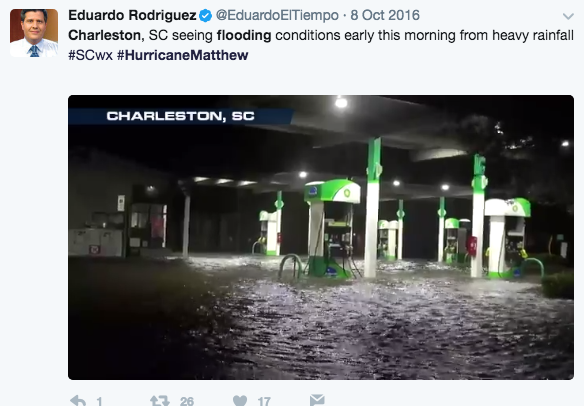 Eduardo Rodriguez @EduardoElTiempo · 8 Oct 2016
Charleston, SC seeing flooding conditions early this morning from heavy rainfall
#SCwx #HurricaneMatthew
CHARLESTON, SC
1 26 17